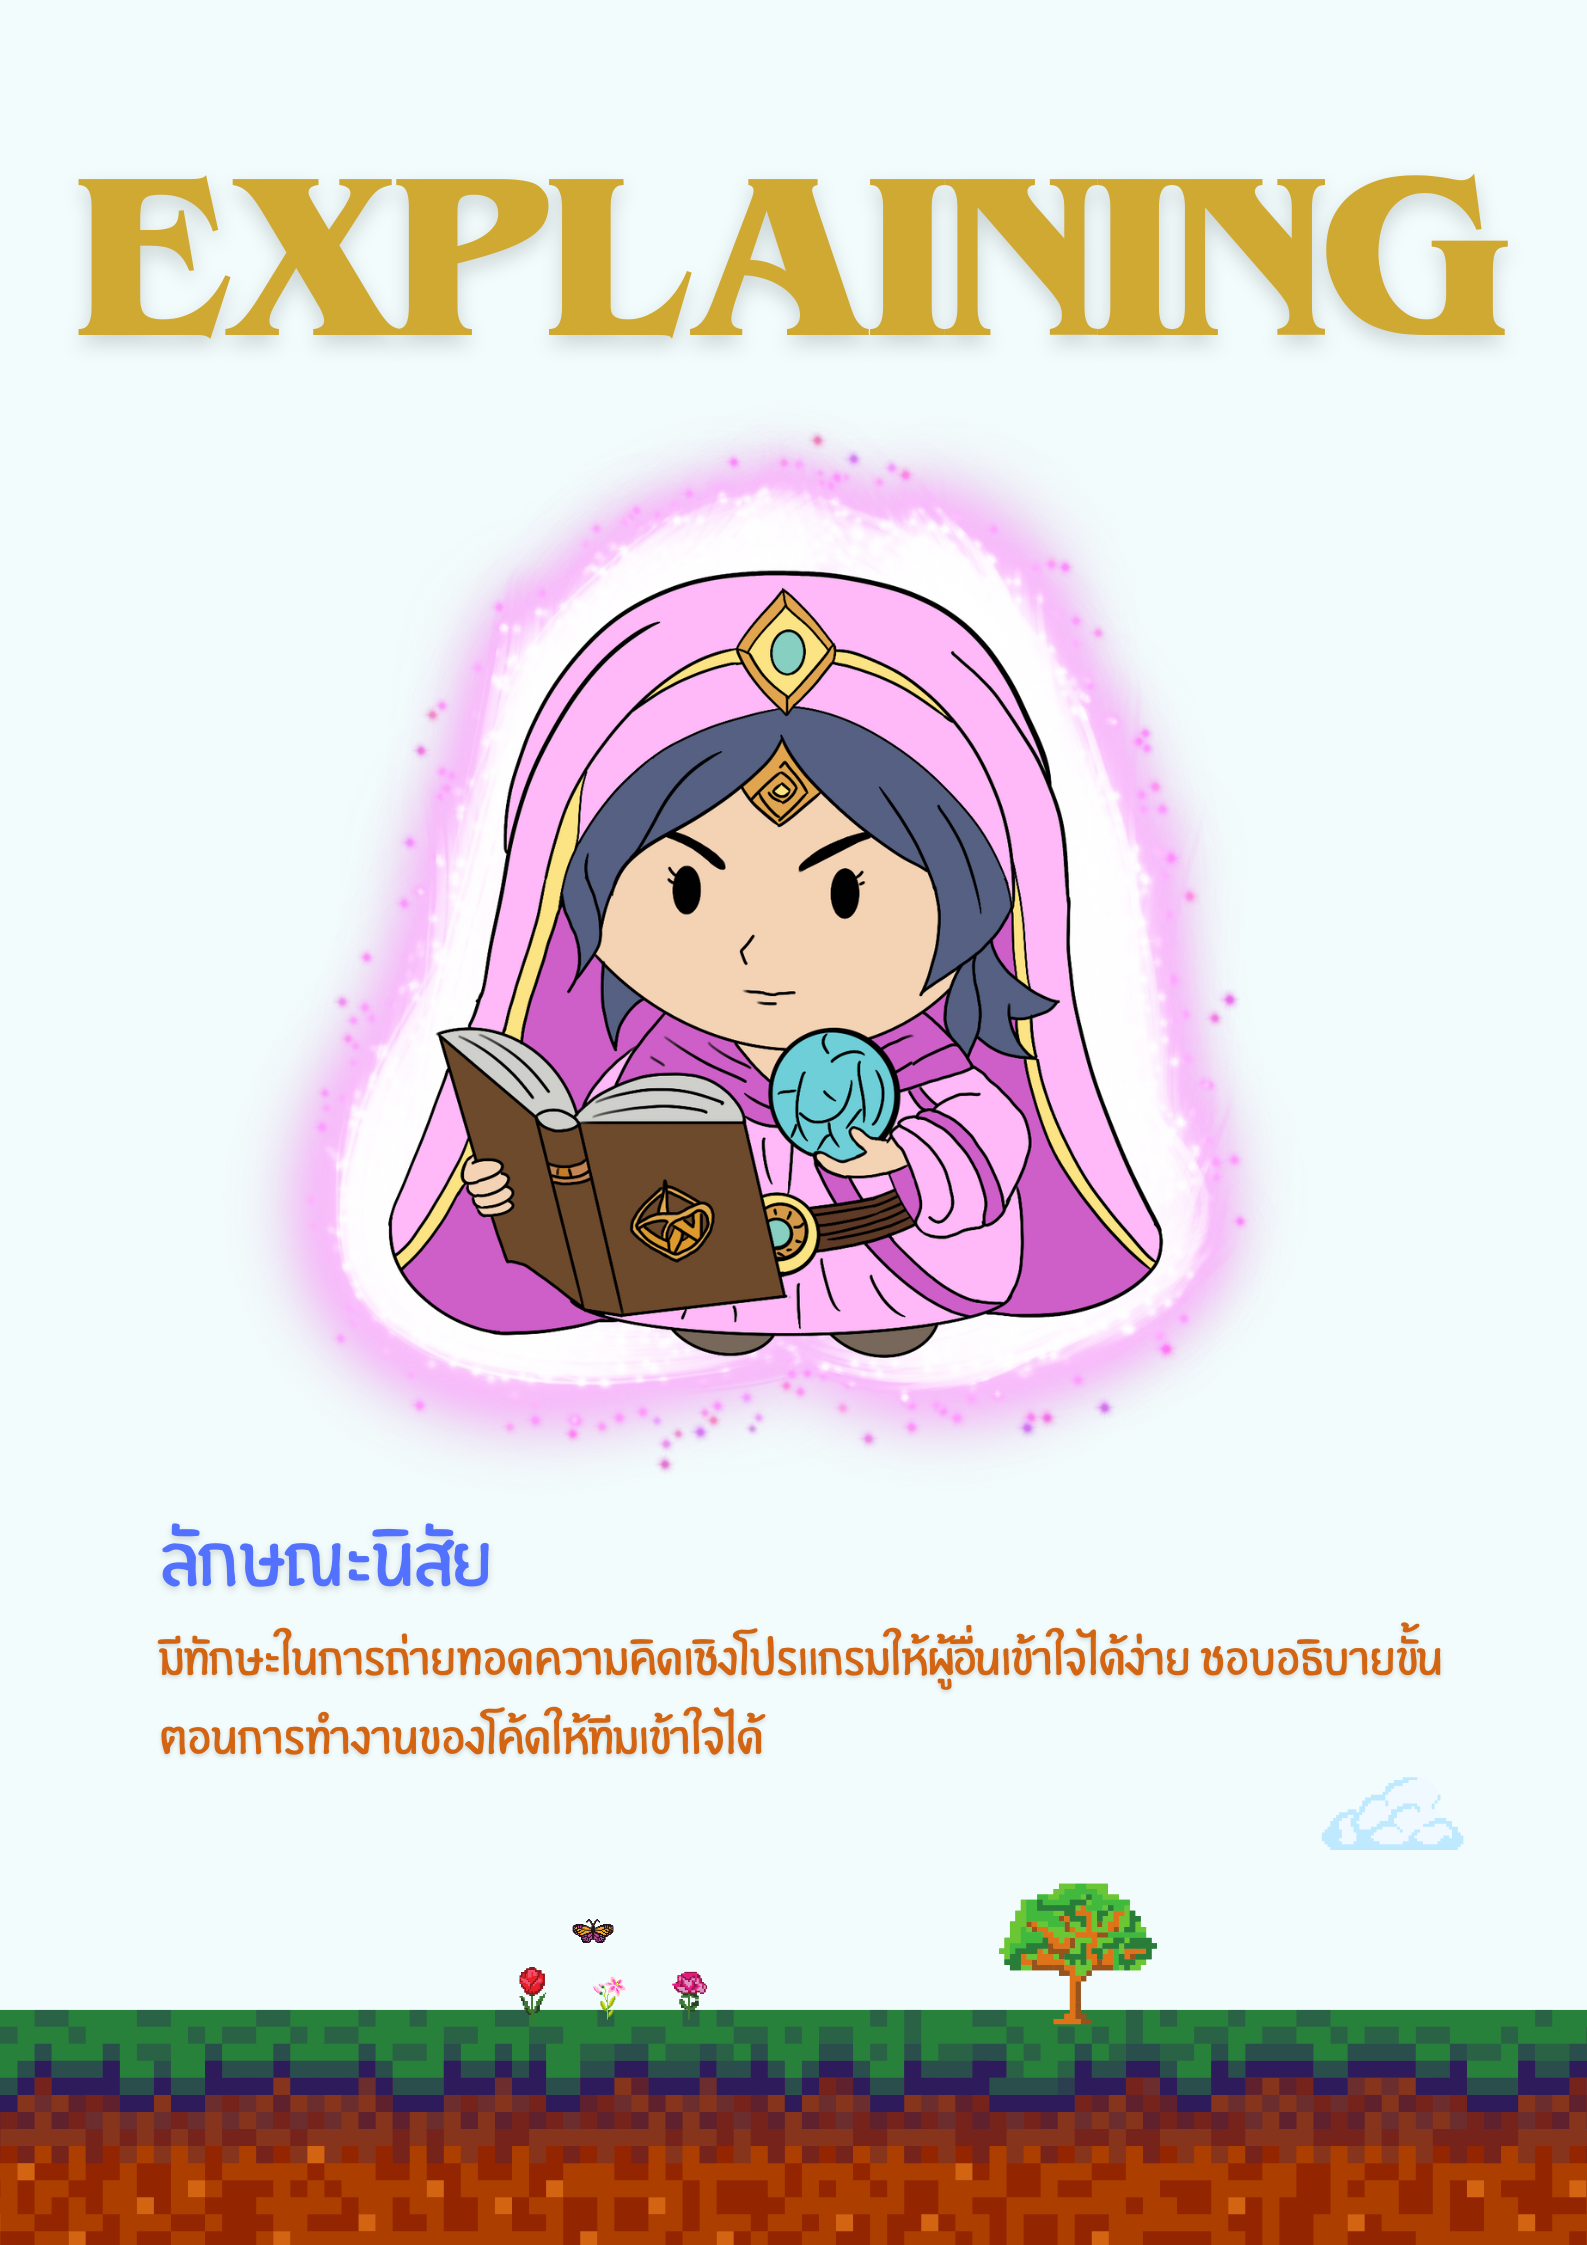 EXPLAINING
ลักษณะนิสัย
มีทักษะในการถ่ายทอดความคิดเชิงโปรแกรมให้ผู้อื่นเข้าใจได้ง่าย ชอบอธิบายขั้น
ตอนการทำงานของโค้ดให้ทีมเข้าใจได้